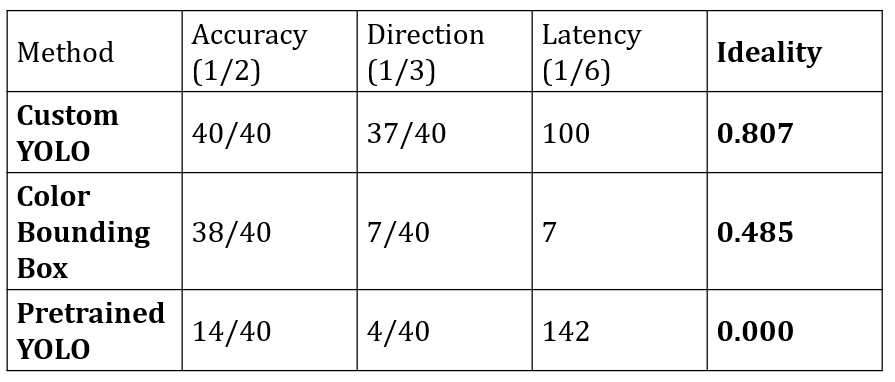 Method
Accuracy
(1/2)
Direction
(1/3)
Latency
(1/6)
Ideality
Custom
YOLO
40/40
37/40
100
0.807
Color
Bounding
Box
38/40
7/40
7
0.485
Pretrained
YOLO
14/40
4/40
142
0.000